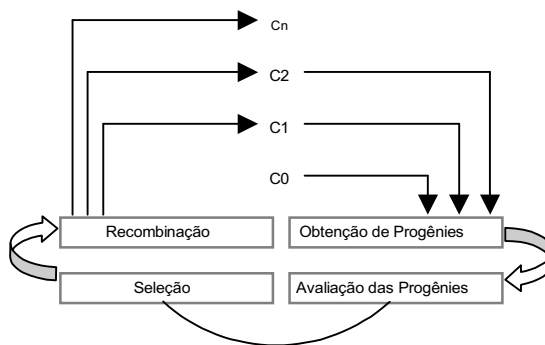 Cn
C2
C1
C0
Recombinação
Obtenção de Progênies
Seleção
Avaliação das Progênies